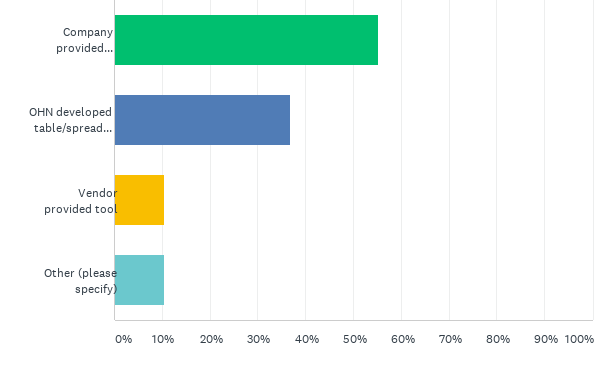 Company
provided...
OHN developed
table/spread...
Vendor
provided tool
Other (please
specify)
0% 10% 20% 30% 40% 50% 60% 70% 80% 90% 100%